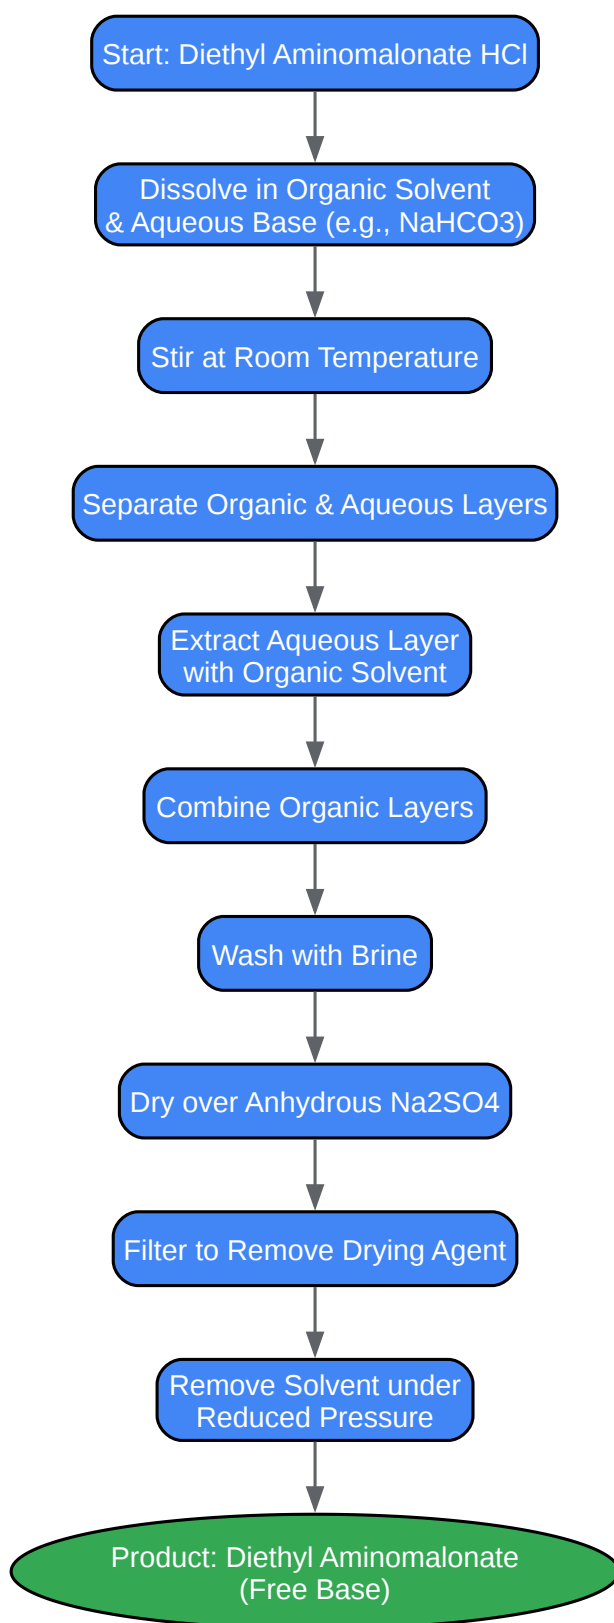 Start: Diethyl Aminomalonate HCl
Dissolve in Organic Solvent
& Aqueous Base (e.g., NaHCO3)
Stir at Room Temperature
Separate Organic & Aqueous Layers
Extract Aqueous Layer
with Organic Solvent
Combine Organic Layers
Wash with Brine
Dry over Anhydrous Na2SO4
Filter to Remove Drying Agent
Remove Solvent under
Reduced Pressure
Product: Diethyl Aminomalonate
(Free Base)